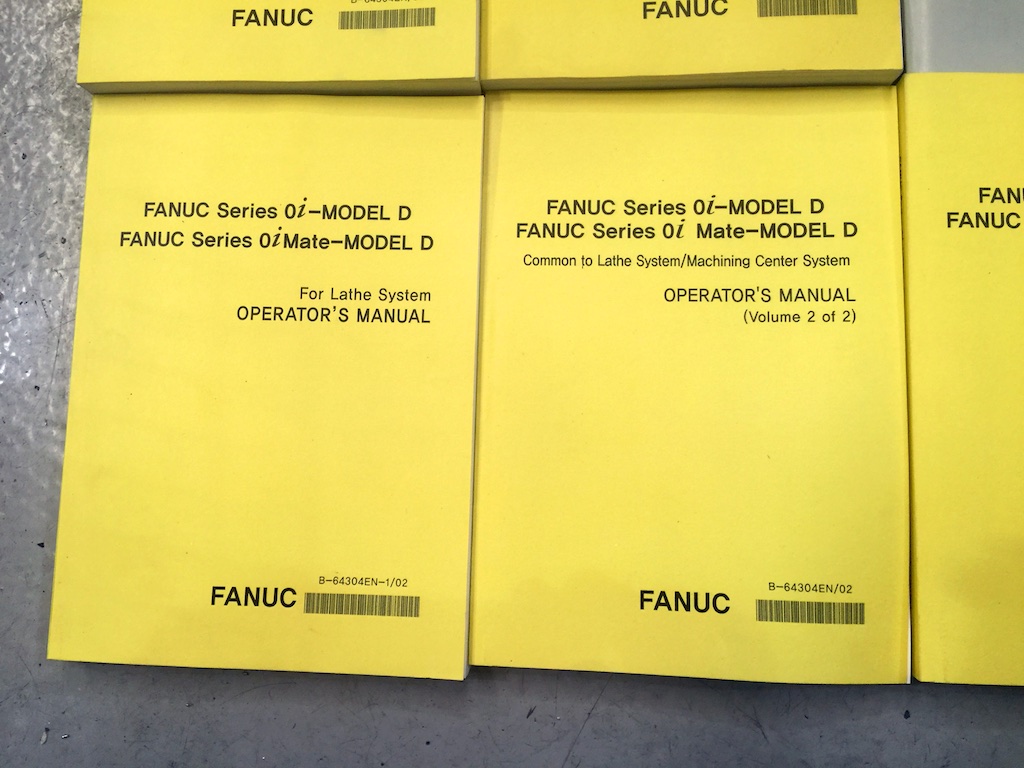 FANUC
FANUC
FANUC Series 0i-MODEL D
FANUC Series 0i Mate-MODEL D
For Lathe System
OPERATOR'S MANUAL
B-64304EN-1/02
FANUC
FANUC Series 0i-MODEL D
FANUC Series 0i Mate-MODEL D
Common to Lathe System/Machining Center System
OPERATOR'S MANUAL
(Volume 2 of 2)
B-64304EN/02
FANUC
FANU
FANUC